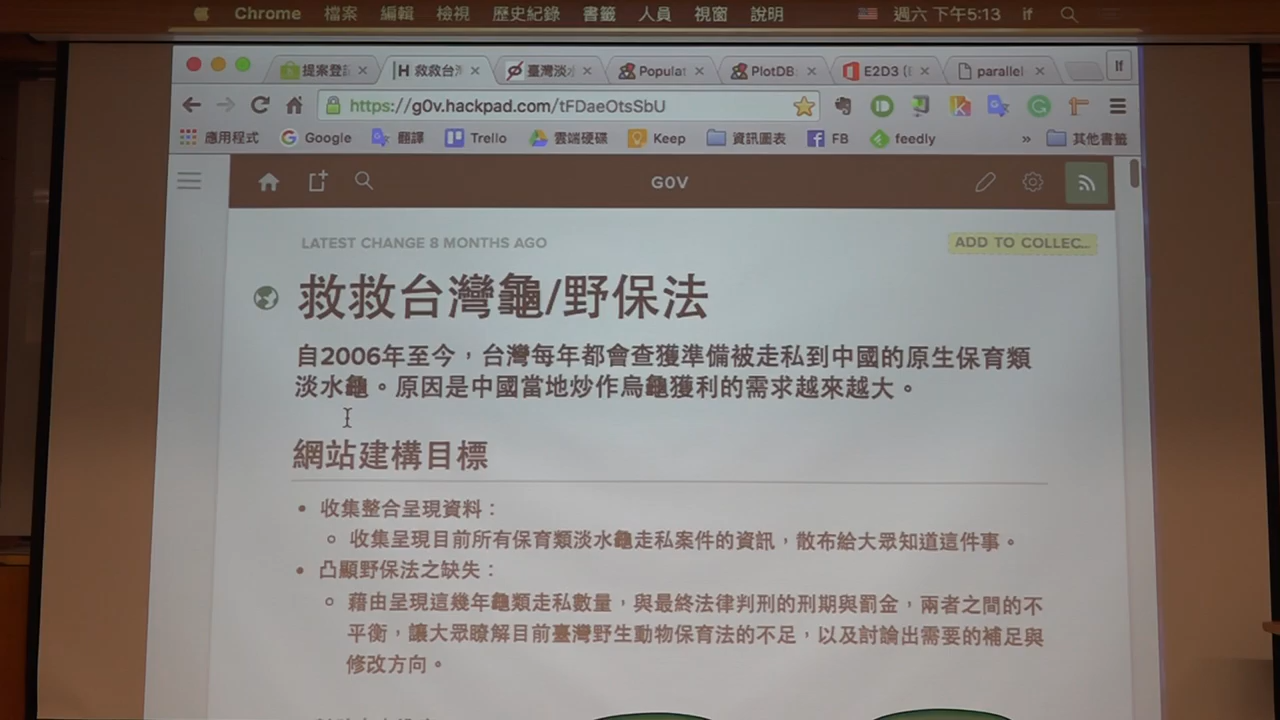 Chrome 檔案 編輯 檢視 歷史紀錄 書籤 人員 視窗 說明 週六 下午5:13 if
提案登 救救台灣 臺灣淡水 Populat PlotDB E2D3 ( parallel If
https://g0v.hackpad.com/tFDaeOtsSbU
應用程式 Google 翻譯 Trello 雲端硬碟 Keep 資訊圖表 FB feedly » 其他書籤
G0V
LATEST CHANGE 8 MONTHS AGO ADD TO COLLEC...
救救台灣龜/野保法
自2006年至今，台灣每年都會查獲準備被走私到中國的原生保育類
淡水龜。原因是中國當地炒作烏龜獲利的需求越來越大。
網站建構目標
• 收集整合呈現資料：
收集呈現目前所有保育類淡水龜走私案件的資訊，散布給大眾知道這件事。
• 凸顯野保法之缺失：
藉由呈現這幾年龜類走私數量，與最終法律判刑的刑期與罰金，兩者之間的不
平衡，讓大眾瞭解目前臺灣野生動物保育法的不足，以及討論出需要的補足與
修改方向。